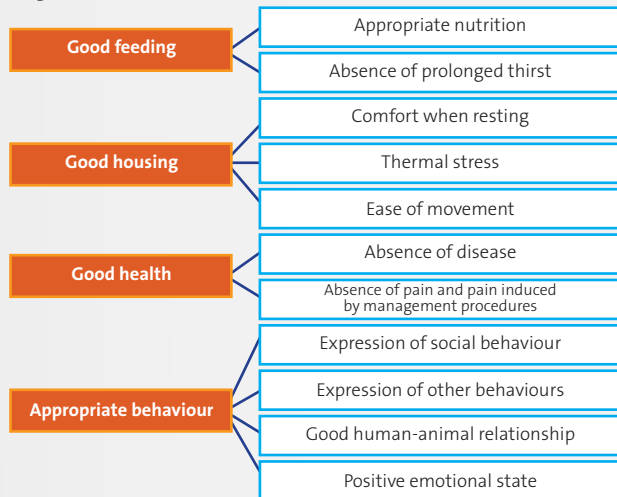 Good feeding
Appropriate nutrition
Absence of prolonged thirst
Good housing
Comfort when resting
Thermal stress
Ease of movement
Good health
Absence of disease
Absence of pain and pain induced
by management procedures
Appropriate behaviour
Expression of social behaviour
Expression of other behaviours
Good human-animal relationship
Positive emotional state